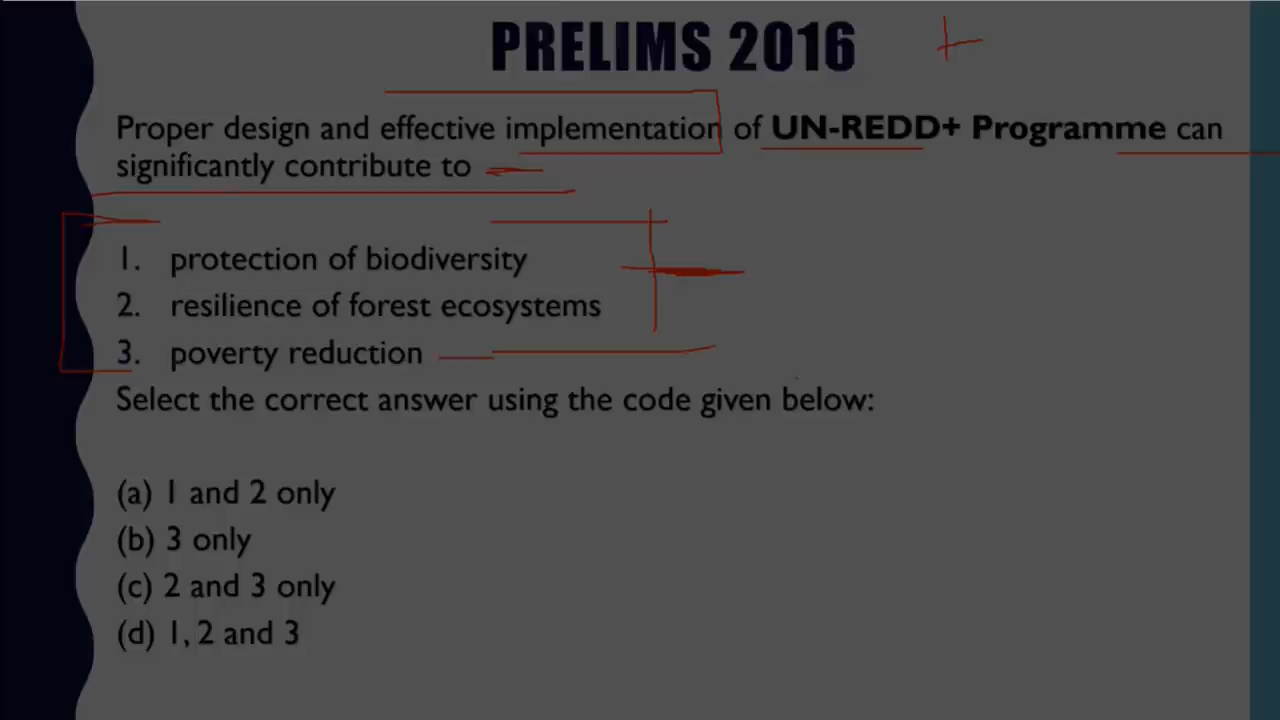 PRELIMS 2016
Proper design and effective implementation of UN-REDD+ Programme can
significantly contribute to
1. protection of biodiversity
2. resilience of forest ecosystems
3. poverty reduction
Select the correct answer using the code given below:
(a) 1 and 2 only
(b) 3 only
(c) 2 and 3 only
(d) 1, 2 and 3